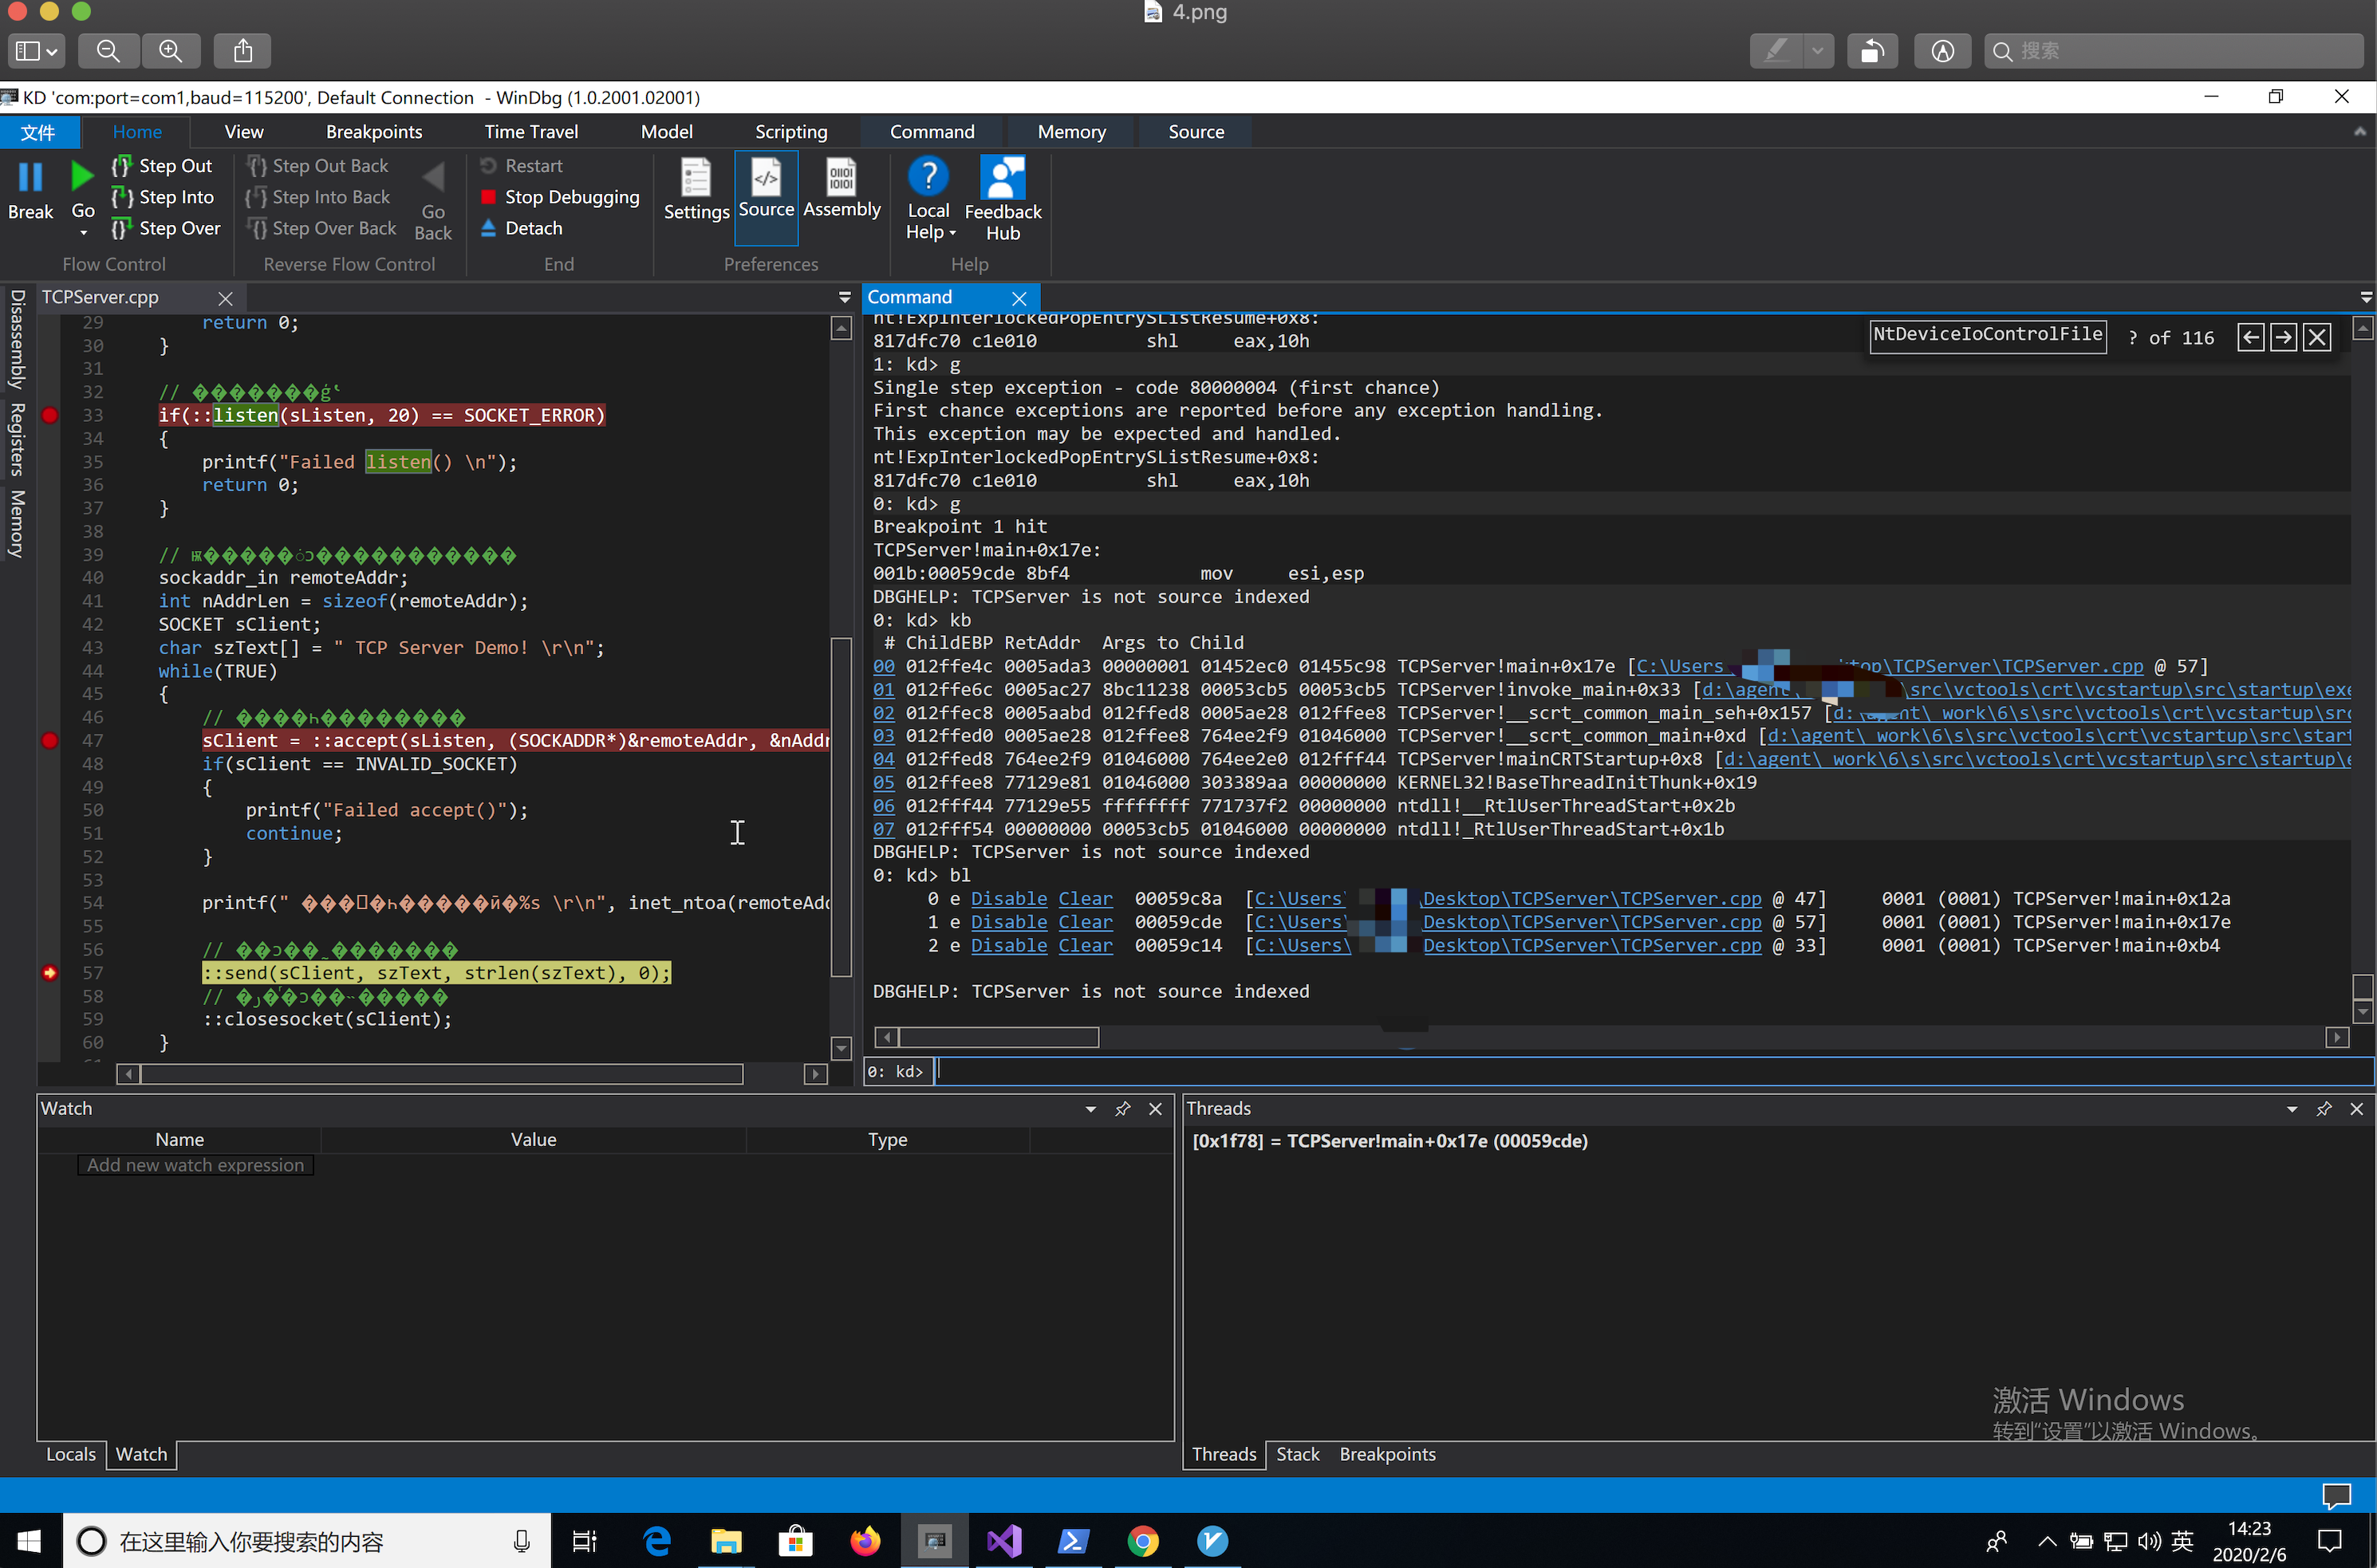 4.png
搜索
KD 'com:port=com1,baud=115200', Default Connection - WinDbg (1.0.2001.02001)
文件 Home View Breakpoints Time Travel Model Scripting Command Memory Source
Break
Go
Step Out
Step Into
Step Over
Flow Control
Step Out Back
Step Into Back
Step Over Back
Go Back
Reverse Flow Control
Restart
Stop Debugging
Detach
End
Settings
Source
Assembly
Preferences
Local Help
Feedback Hub
Help
Disassembly
Registers
Memory
TCPServer.cpp
29 return 0;
30 }
31
32 //
33 if(::listen(sListen, 20) == SOCKET_ERROR)
34 {
35 printf("Failed listen() \n");
36 return 0;
37 }
38
39 //
40 sockaddr_in remoteAddr;
41 int nAddrLen = sizeof(remoteAddr);
42 SOCKET sClient;
43 char szText[] = " TCP Server Demo! \r\n";
44 while(TRUE)
45 {
46 //
47 sClient = ::accept(sListen, (SOCKADDR*)&remoteAddr, &nAddr
48 if(sClient == INVALID_SOCKET)
49 {
50 printf("Failed accept()");
51 continue;
52 }
53
54 printf(" %s \r\n", inet_ntoa(remoteAdd
55
56 //
57 ::send(sClient, szText, strlen(szText), 0);
58 //
59 ::closesocket(sClient);
60 }
Command
NtDeviceIoControlFile ? of 116
nt!ExpInterlockedPopEntrySListResume+0x8:
817dfc70 c1e010 shl eax,10h
1: kd> g
Single step exception - code 80000004 (first chance)
First chance exceptions are reported before any exception handling.
This exception may be expected and handled.
nt!ExpInterlockedPopEntrySListResume+0x8:
817dfc70 c1e010 shl eax,10h
0: kd> g
Breakpoint 1 hit
TCPServer!main+0x17e:
001b:00059cde 8bf4 mov esi,esp
DBGHELP: TCPServer is not source indexed
0: kd> kb
# ChildEBP RetAddr Args to Child
00 012ffe4c 0005ada3 00000001 01452ec0 01455c98 TCPServer!main+0x17e [C:\Users top\TCPServer\TCPServer.cpp @ 57]
01 012ffe6c 0005ac27 8bc11238 00053cb5 00053cb5 TCPServer!invoke_main+0x33 [d:\agent\_ \src\vctools\crt\vcstartup\src\startup\exe
02 012ffec8 0005aabd 012ffed8 0005ae28 012ffee8 TCPServer!__scrt_common_main_seh+0x157 [d:\agent\_work\6\s\src\vctools\crt\vcstartup\src
03 012ffed0 0005ae28 012ffee8 764ee2f9 01046000 TCPServer!__scrt_common_main+0xd [d:\agent\_work\6\s\src\vctools\crt\vcstartup\src\start
04 012ffed8 764ee2f9 01046000 764ee2e0 012fff44 TCPServer!mainCRTStartup+0x8 [d:\agent\_work\6\s\src\vctools\crt\vcstartup\src\startup\e
05 012ffee8 77129e81 01046000 303389aa 00000000 KERNEL32!BaseThreadInitThunk+0x19
06 012fff44 77129e55 ffffffff 771737f2 00000000 ntdll!__RtlUserThreadStart+0x2b
07 012fff54 00000000 00053cb5 01046000 00000000 ntdll!_RtlUserThreadStart+0x1b
DBGHELP: TCPServer is not source indexed
0: kd> bl
0 e Disable Clear 00059c8a [C:\Users\ \Desktop\TCPServer\TCPServer.cpp @ 47] 0001 (0001) TCPServer!main+0x12a
1 e Disable Clear 00059cde [C:\Users\ Desktop\TCPServer\TCPServer.cpp @ 57] 0001 (0001) TCPServer!main+0x17e
2 e Disable Clear 00059c14 [C:\Users\ Desktop\TCPServer\TCPServer.cpp @ 33] 0001 (0001) TCPServer!main+0xb4
DBGHELP: TCPServer is not source indexed
0: kd>
Watch
Name Value Type
Add new watch expression
Locals Watch
Threads
[0x1f78] = TCPServer!main+0x17e (00059cde)
激活 Windows
转到“设置”以激活 Windows。
Threads Stack Breakpoints
在这里输入你要搜索的内容
英
14:23
2020/2/6